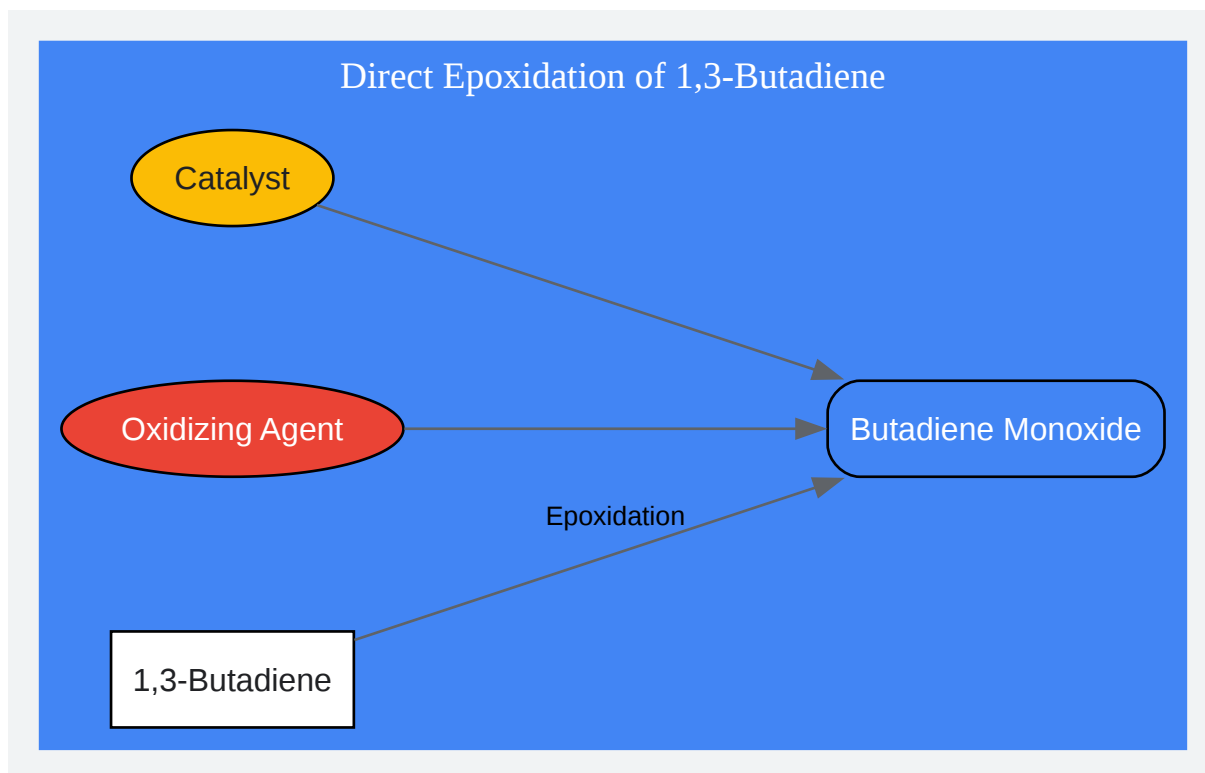 Direct Epoxidation of 1,3-Butadiene
Catalyst
Oxidizing Agent
Butadiene Monoxide
Epoxidation
1,3-Butadiene